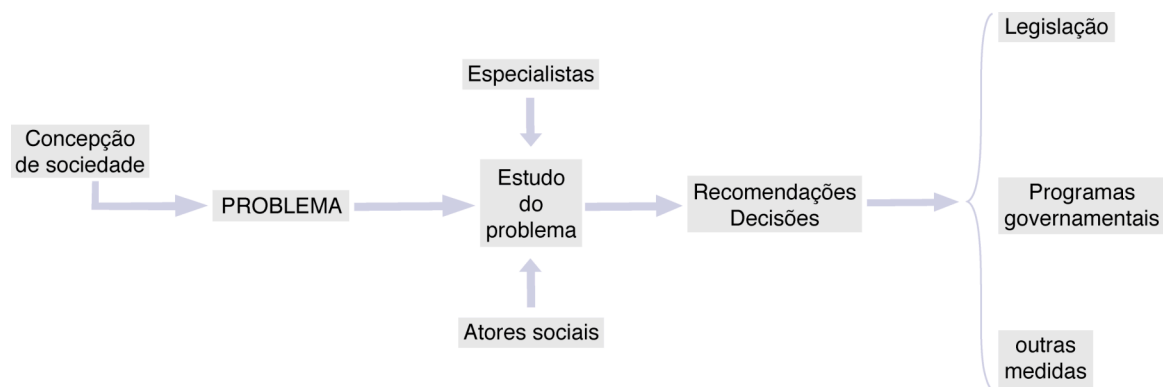 Concepção
de sociedade
PROBLEMA
Especialistas
Estudo
do
problema
Atores sociais
Recomendações
Decisões
Legislação
Programas
governamentais
outras
medidas